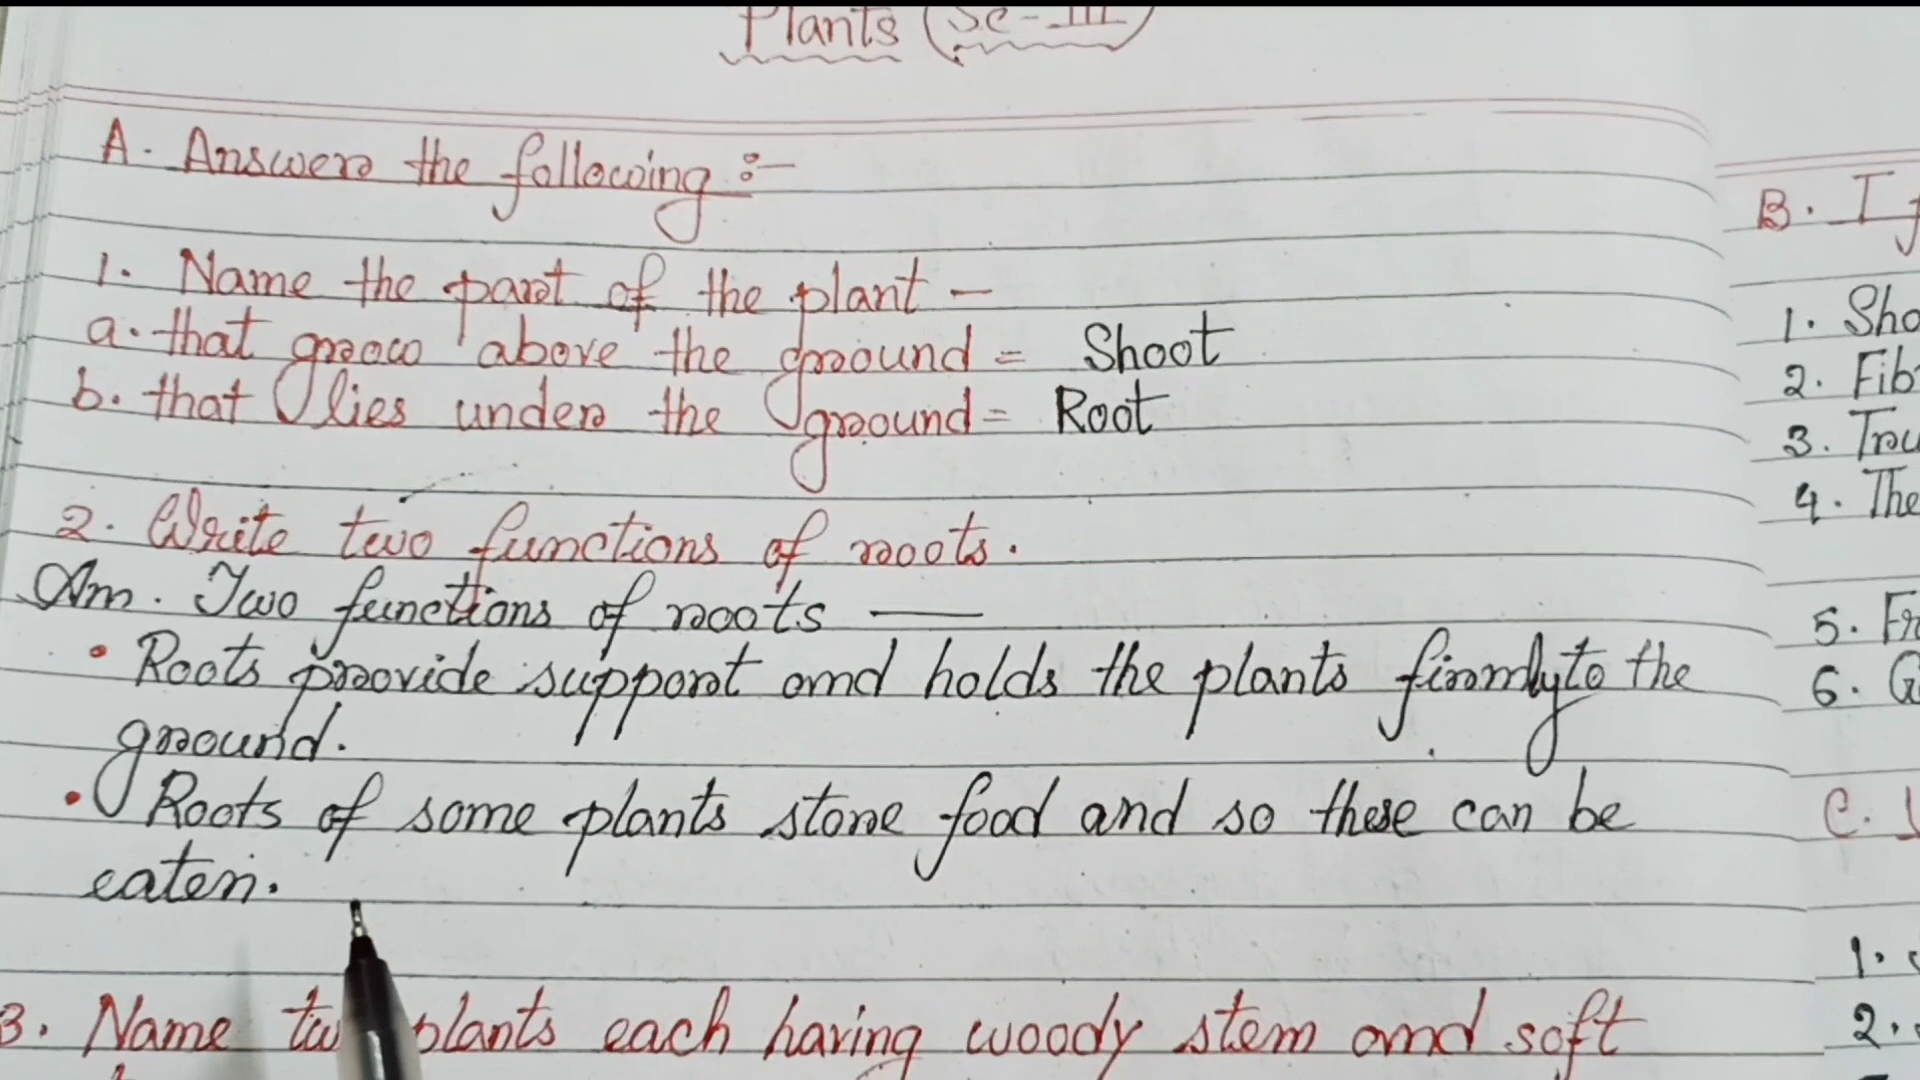 Plants (Sc-III)
A. Answer the following :-
1. Name the part of the plant -
a. that grow above the ground = Shoot
b. that lies under the ground = Root
2. Write two functions of roots.
Ans. Two functions of roots —
• Roots provide support and holds the plants firmly to the
ground.
• Roots of some plants store food and so these can be
eaten.
3. Name two plants each having woody stem and soft
B. I
1. Sho
2. Fib
3. Tru
4. The
5. Fr
6. G
C.
1.
2.